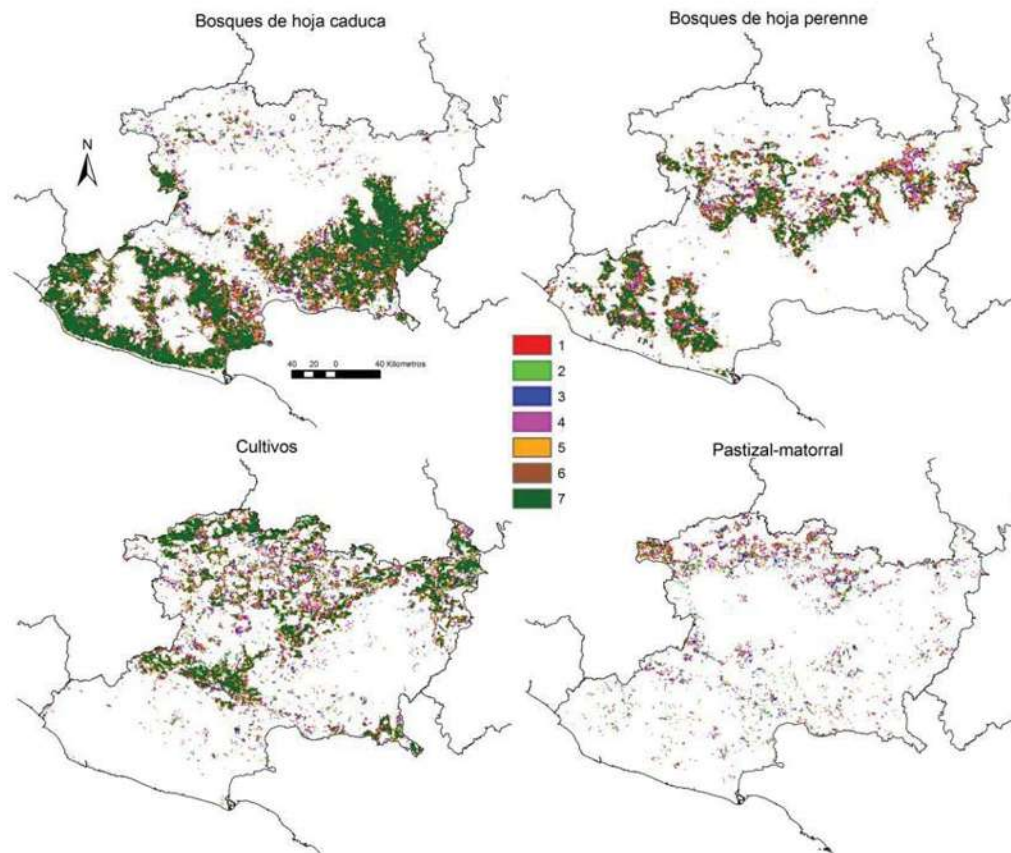 Bosques de hoja caduca
Bosques de hoja perenne
N
40 20 0 40 Kilometros
1
2
3
4
5
6
7
Cultivos
Pastizal-matorral